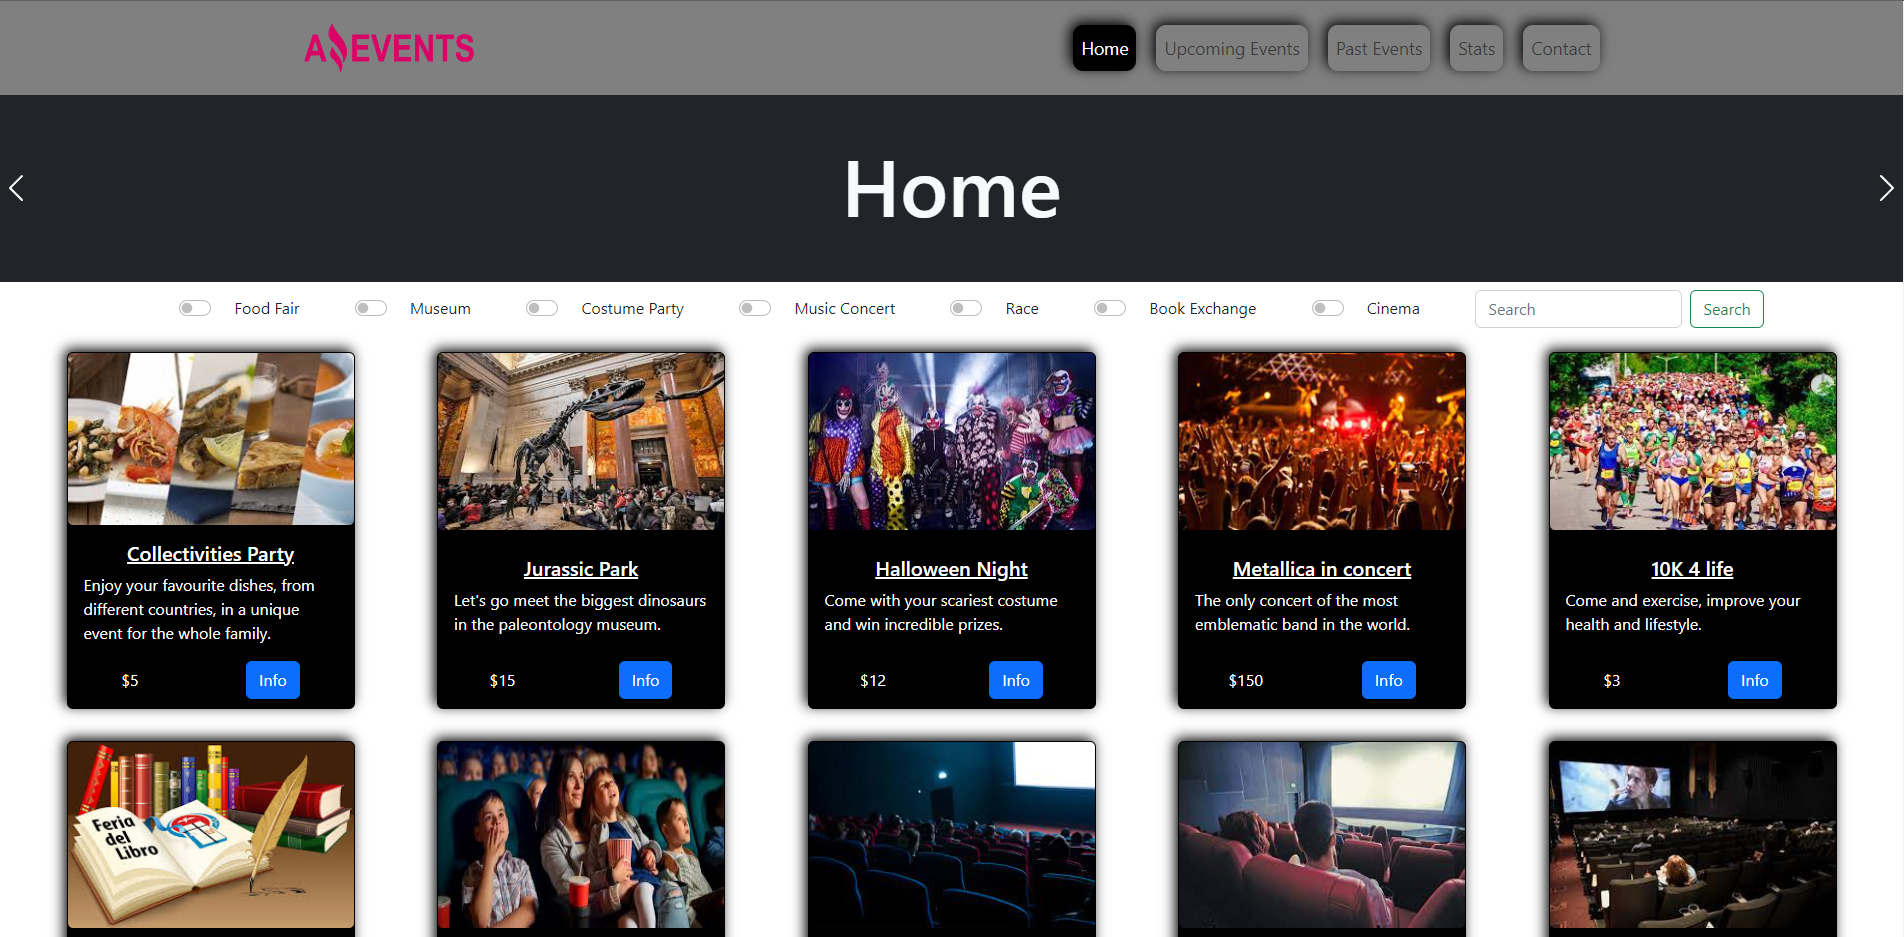 A EVENTS
Home
Upcoming Events
Past Events
Stats
Contact
Home
Food Fair
Museum
Costume Party
Music Concert
Race
Book Exchange
Cinema
Search
Search
Collectivities Party
Enjoy your favourite dishes, from
different countries, in a unique
event for the whole family.
$5
Info
Jurassic Park
Let's go meet the biggest dinosaurs
in the paleontology museum.
$15
Info
Halloween Night
Come with your scariest costume
and win incredible prizes.
$12
Info
Metallica in concert
The only concert of the most
emblematic band in the world.
$150
Info
10K 4 life
Come and exercise, improve your
health and lifestyle.
$3
Info
Feria
del
Libro